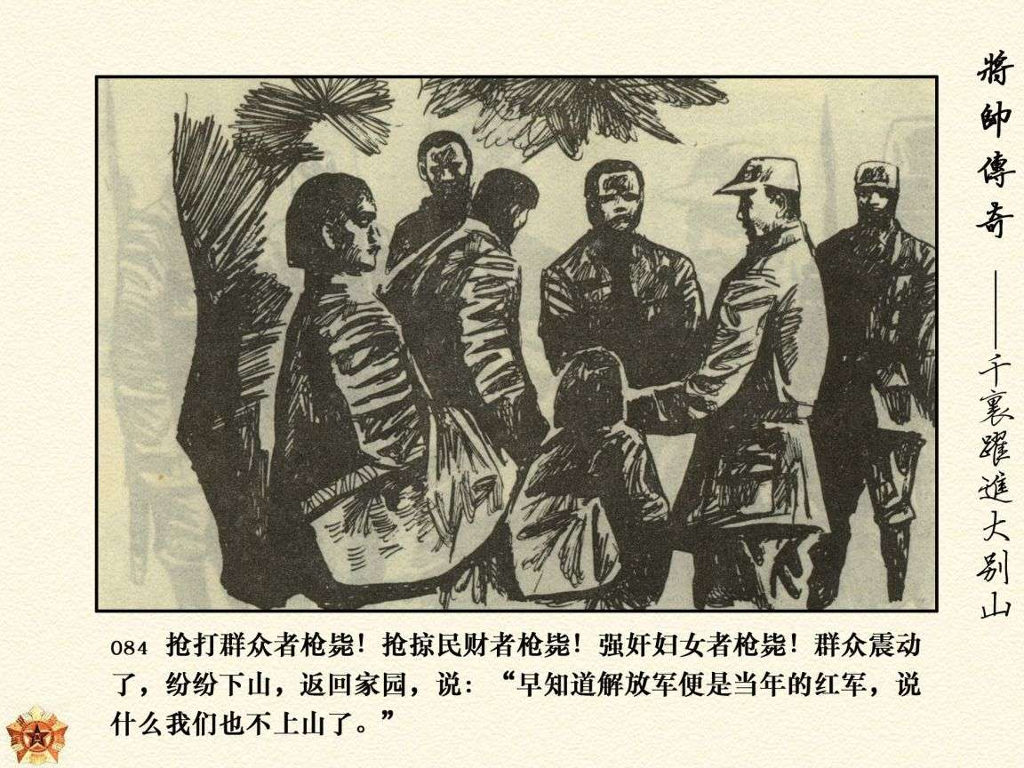 084 抢打群众者枪毙！抢掠民财者枪毙！强奸妇女者枪毙！群众震动
了，纷纷下山，返回家园，说：“早知道解放军便是当年的红军，说
什么我们也不上山了。”
將帥傳奇 ——千裏躍進大别山